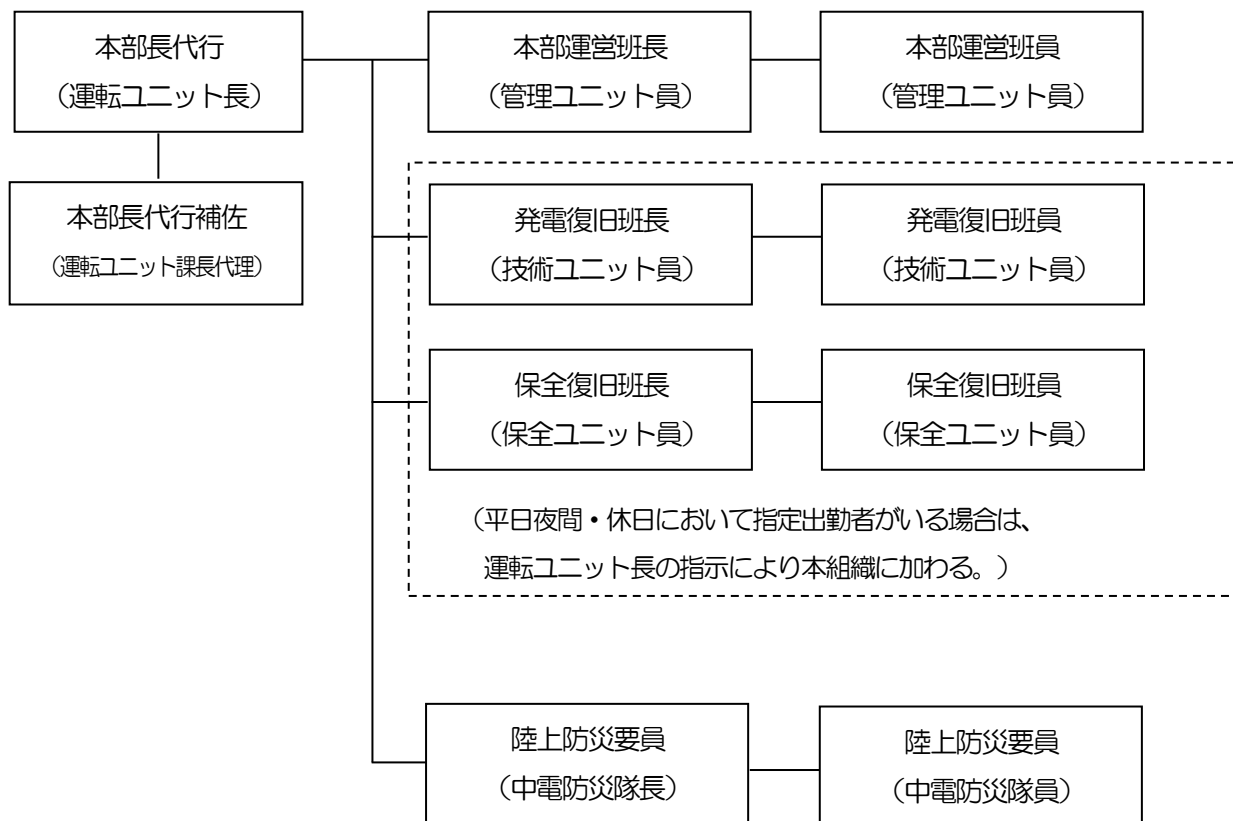 本部長代行
（運転ユニット長）
本部運営班長
（管理ユニット員）
本部運営班員
（管理ユニット員）
本部長代行補佐
（運転ユニット課長代理）
発電復旧班長
（技術ユニット員）
発電復旧班員
（技術ユニット員）
保全復旧班長
（保全ユニット員）
保全復旧班員
（保全ユニット員）
（平日夜間・休日において指定出勤者がいる場合は、
運転ユニット長の指示により本組織に加わる。）
陸上防災要員
（中電防災隊長）
陸上防災要員
（中電防災隊員）